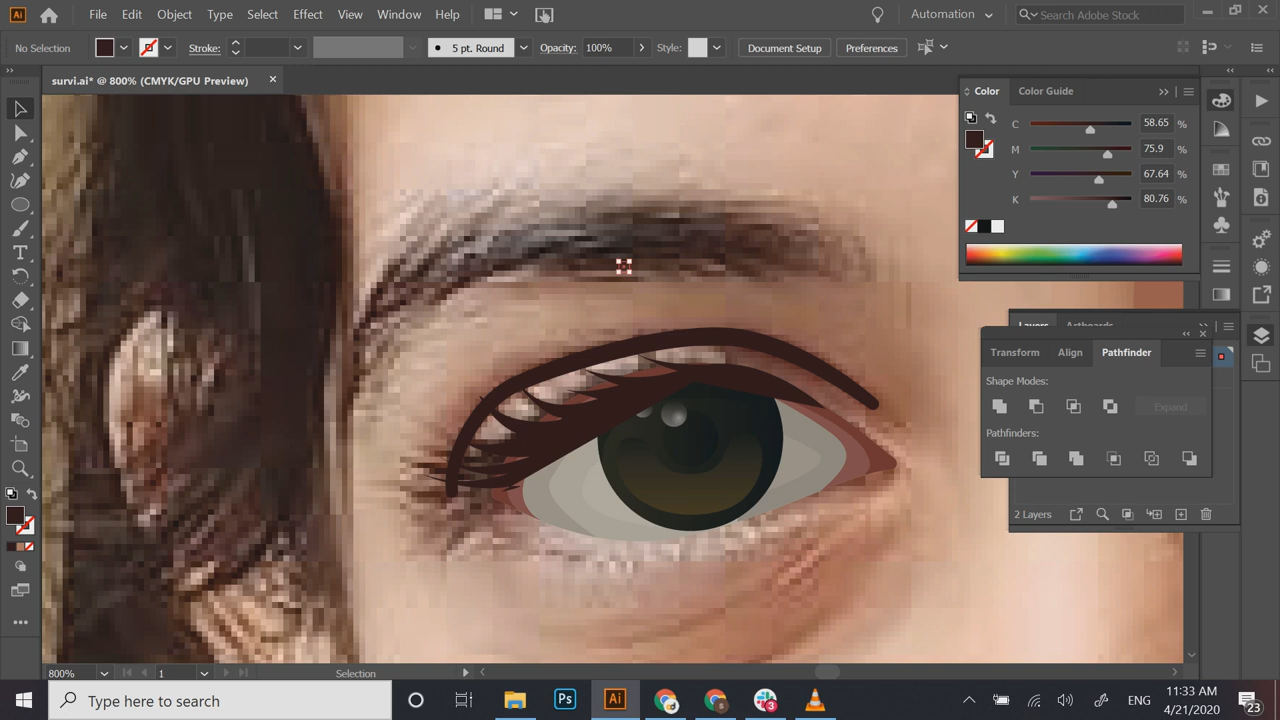 Ai File Edit Object Type Select Effect View Window Help Automation Search Adobe Stock
No Selection Stroke: 5 pt. Round Opacity: 100% Style: Document Setup Preferences
survi.ai* @ 800% (CMYK/GPU Preview)
Color Color Guide
C 58.65 %
M 75.9 %
Y 67.64 %
K 80.76 %
Layers Artboards
Transform Align Pathfinder
Shape Modes:
Expand
Pathfinders:
2 Layers
800% 1 Selection
Type here to search Ps Ai 3 ENG 11:33 AM
4/21/2020 23